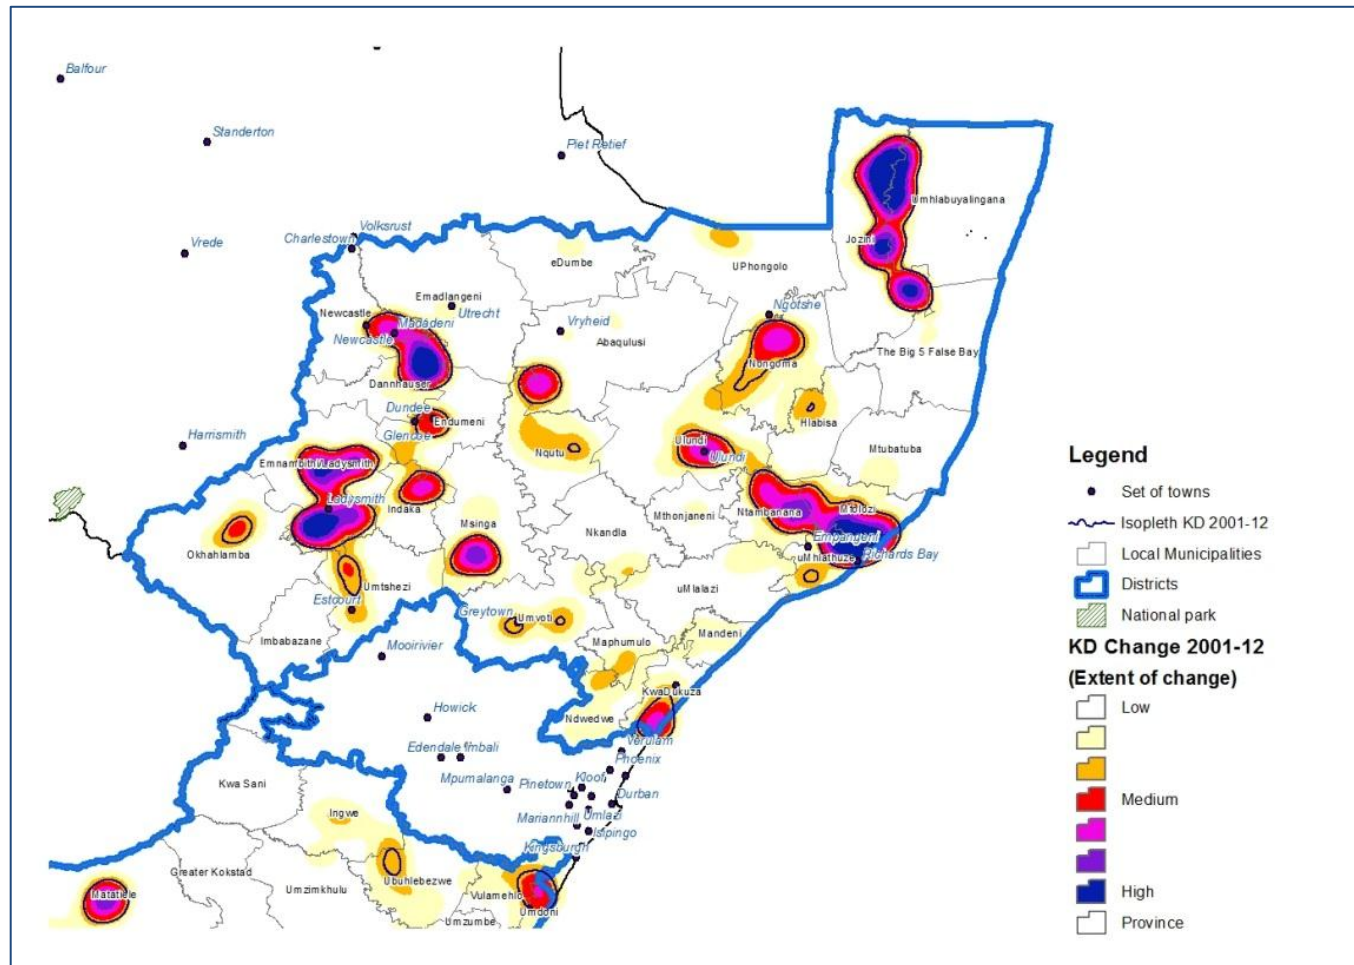 Balfour
Standerton
Piet Retief
Umhlabuyalingana
Volksrust
Vrede
Charlestown
Jozini
eDumbe
UPhongolo
Emadlangeni
Utrecht
Newcastle
Ngotshe
Madadeni
Vryheid
Newcastle
Abaqulusi
The Big 5 False Bay
Nongoma
Dannhauser
Dundee
Endumeni
Hlabisa
Harrismith
Glencoe
Ulundi
Nqutu
Ulundi
Mtubatuba
Emnambithi/Ladysmith
Ladysmith
Indaka
Msinga
Mthonjaneni
Ntambanana
Mfolozi
Okhahlamba
Nkandla
Empangeni
uMhlathuze
Richards Bay
Umtshezi
uMlalazi
Estcourt
Greytown
Umvoti
Imbabazane
Maphumulo
Mandeni
Mooirivier
KwaDukuza
Howick
Ndwedwe
Verulam
Edendale
Imbali
Phoenix
Kwa Sani
Mpumalanga
Pinetown
Kloof
Durban
Ingwe
Mariannhill
Umlazi
Isipingo
Kingsburgh
Greater Kokstad
Ubuhlebezwe
Matatiele
Umzimkhulu
Vulamehlo
Umdoni
Umzumbe
Legend
Set of towns
Isopleth KD 2001-12
Local Municipalities
Districts
National park
KD Change 2001-12
(Extent of change)
Low
Medium
High
Province